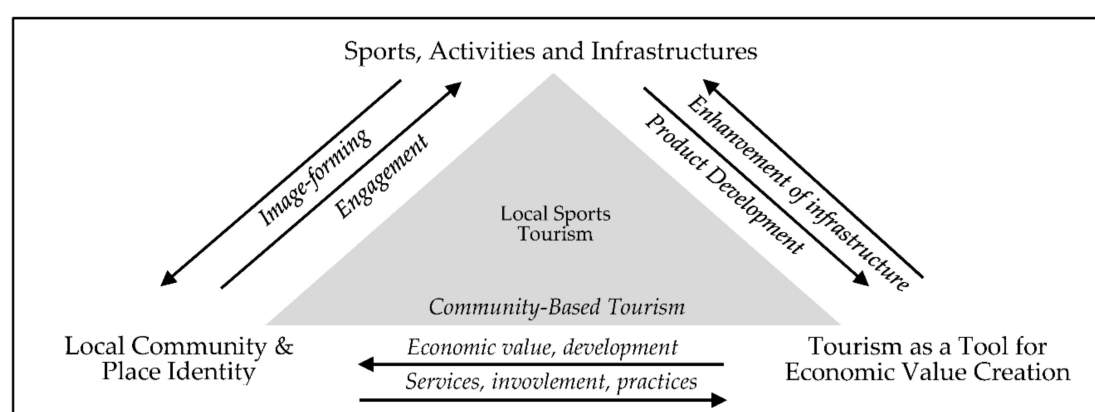 Sports, Activities and Infrastructures
Image-forming
Engagement
Enhanvement of infrastructure
Product Development
Local Sports
Tourism
Community-Based Tourism
Local Community &
Place Identity
Economic value, development
Services, invovlement, practices
Tourism as a Tool for
Economic Value Creation